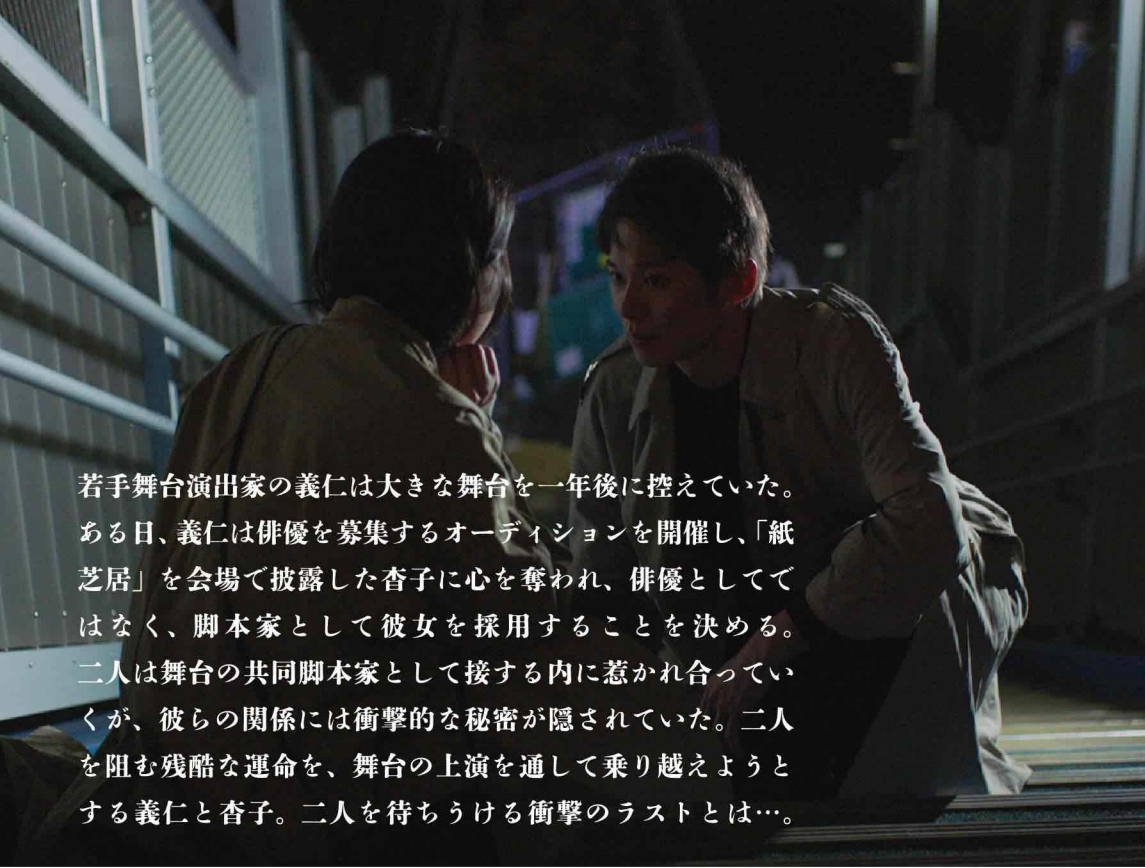 若手舞台演出家の義仁は大きな舞台を一年後に控えていた。
ある日、義仁は俳優を募集するオーディションを開催し、「紙
芝居」を会場で披露した杏子に心を奪われ、俳優としてで
はなく、脚本家として彼女を採用することを決める。
二人は舞台の共同脚本家として接する内に惹かれ合ってい
くが、彼らの関係には衝撃的な秘密が隠されていた。二人
を阻む残酷な運命を、舞台の上演を通して乗り越えようと
する義仁と杏子。二人を待ちうける衝撃のラストとは…。